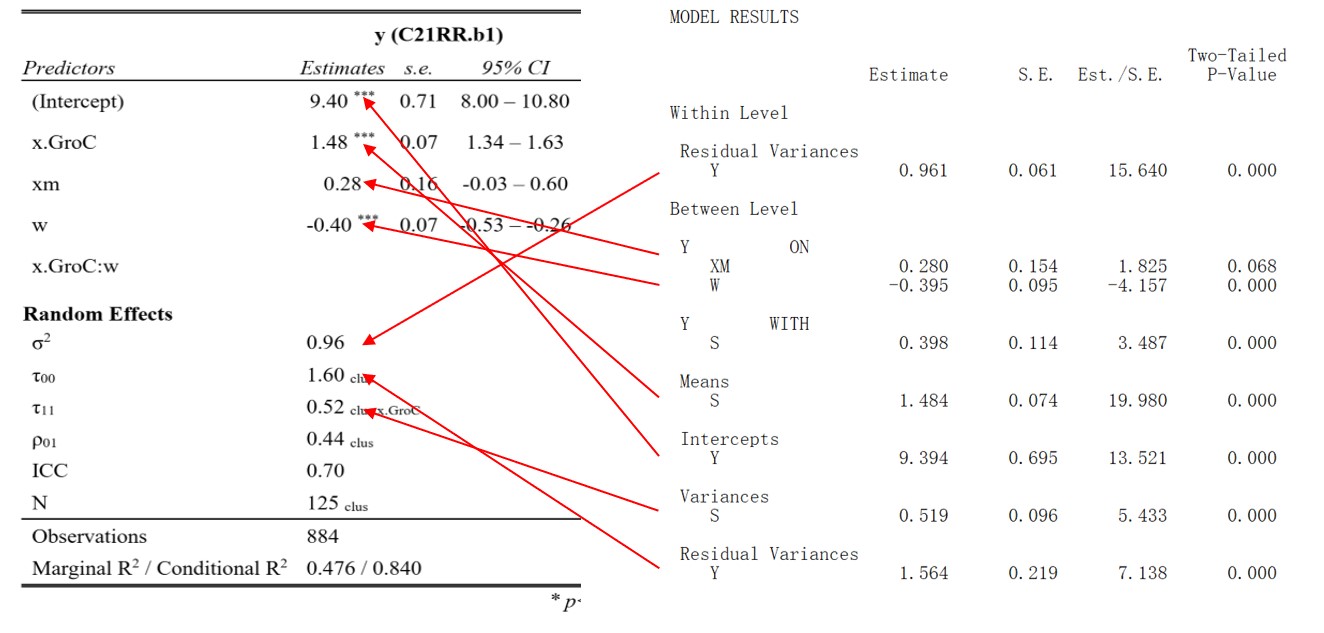 y (C21RR.b1)
Predictors Estimates s.e. 95% CI
(Intercept) 9.40 *** 0.71 8.00 – 10.80
x.GroC 1.48 *** 0.07 1.34 – 1.63
xm 0.28 0.16 -0.03 – 0.60
w -0.40 *** 0.07 -0.53 – -0.26
x.GroC:w
Random Effects
σ2 0.96
τ00 1.60 clus
τ11 0.52 clus.x.GroC
ρ01 0.44 clus
ICC 0.70
N 125 clus
Observations 884
Marginal R2 / Conditional R2 0.476 / 0.840
* p<
MODEL RESULTS
Two-Tailed
Estimate S.E. Est./S.E. P-Value
Within Level
Residual Variances
Y 0.961 0.061 15.640 0.000
Between Level
Y ON
XM 0.280 0.154 1.825 0.068
W -0.395 0.095 -4.157 0.000
Y WITH
S 0.398 0.114 3.487 0.000
Means
S 1.484 0.074 19.980 0.000
Intercepts
Y 9.394 0.695 13.521 0.000
Variances
S 0.519 0.096 5.433 0.000
Residual Variances
Y 1.564 0.219 7.138 0.000